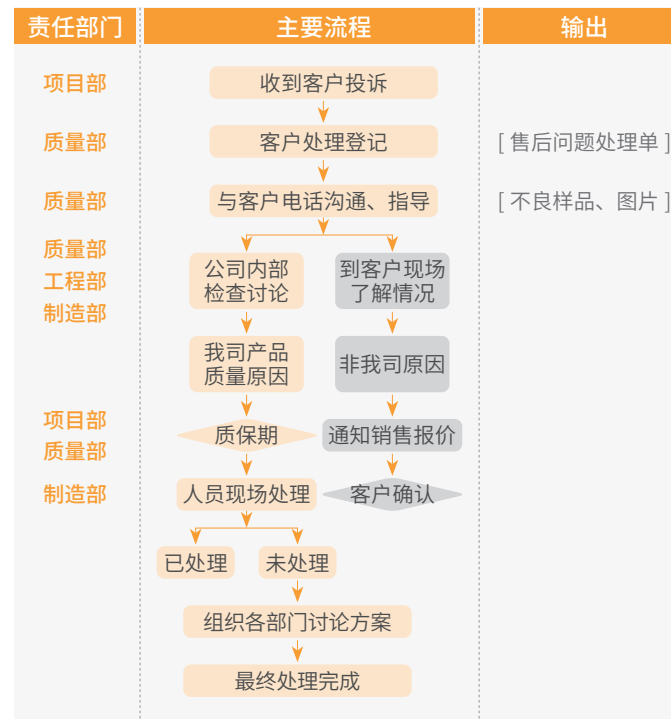 责任部门
主要流程
输出
项目部
收到客户投诉
质量部
客户处理登记
[ 售后问题处理单 ]
质量部
与客户电话沟通、指导
[ 不良样品、图片 ]
质量部
工程部
制造部
公司内部
检查讨论
到客户现场
了解情况
我司产品
质量原因
非我司原因
项目部
质量部
质保期
通知销售报价
制造部
人员现场处理
客户确认
已处理
未处理
组织各部门讨论方案
最终处理完成